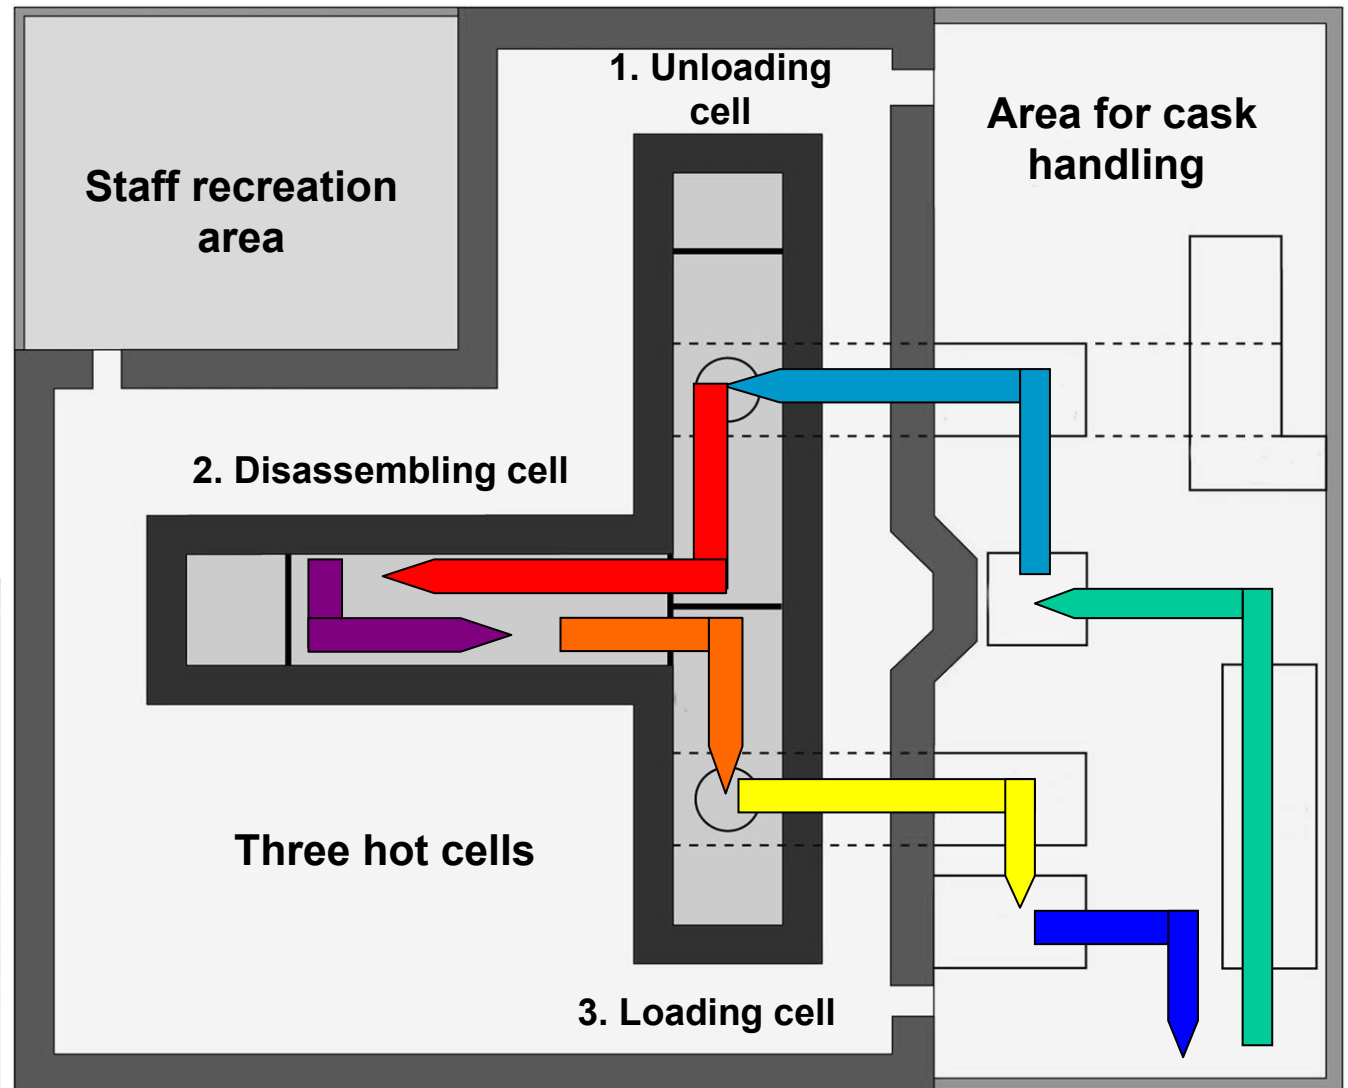 1. Unloading
cell
Area for cask
handling
Staff recreation
area
2. Disassembling cell
Three hot cells
3. Loading cell